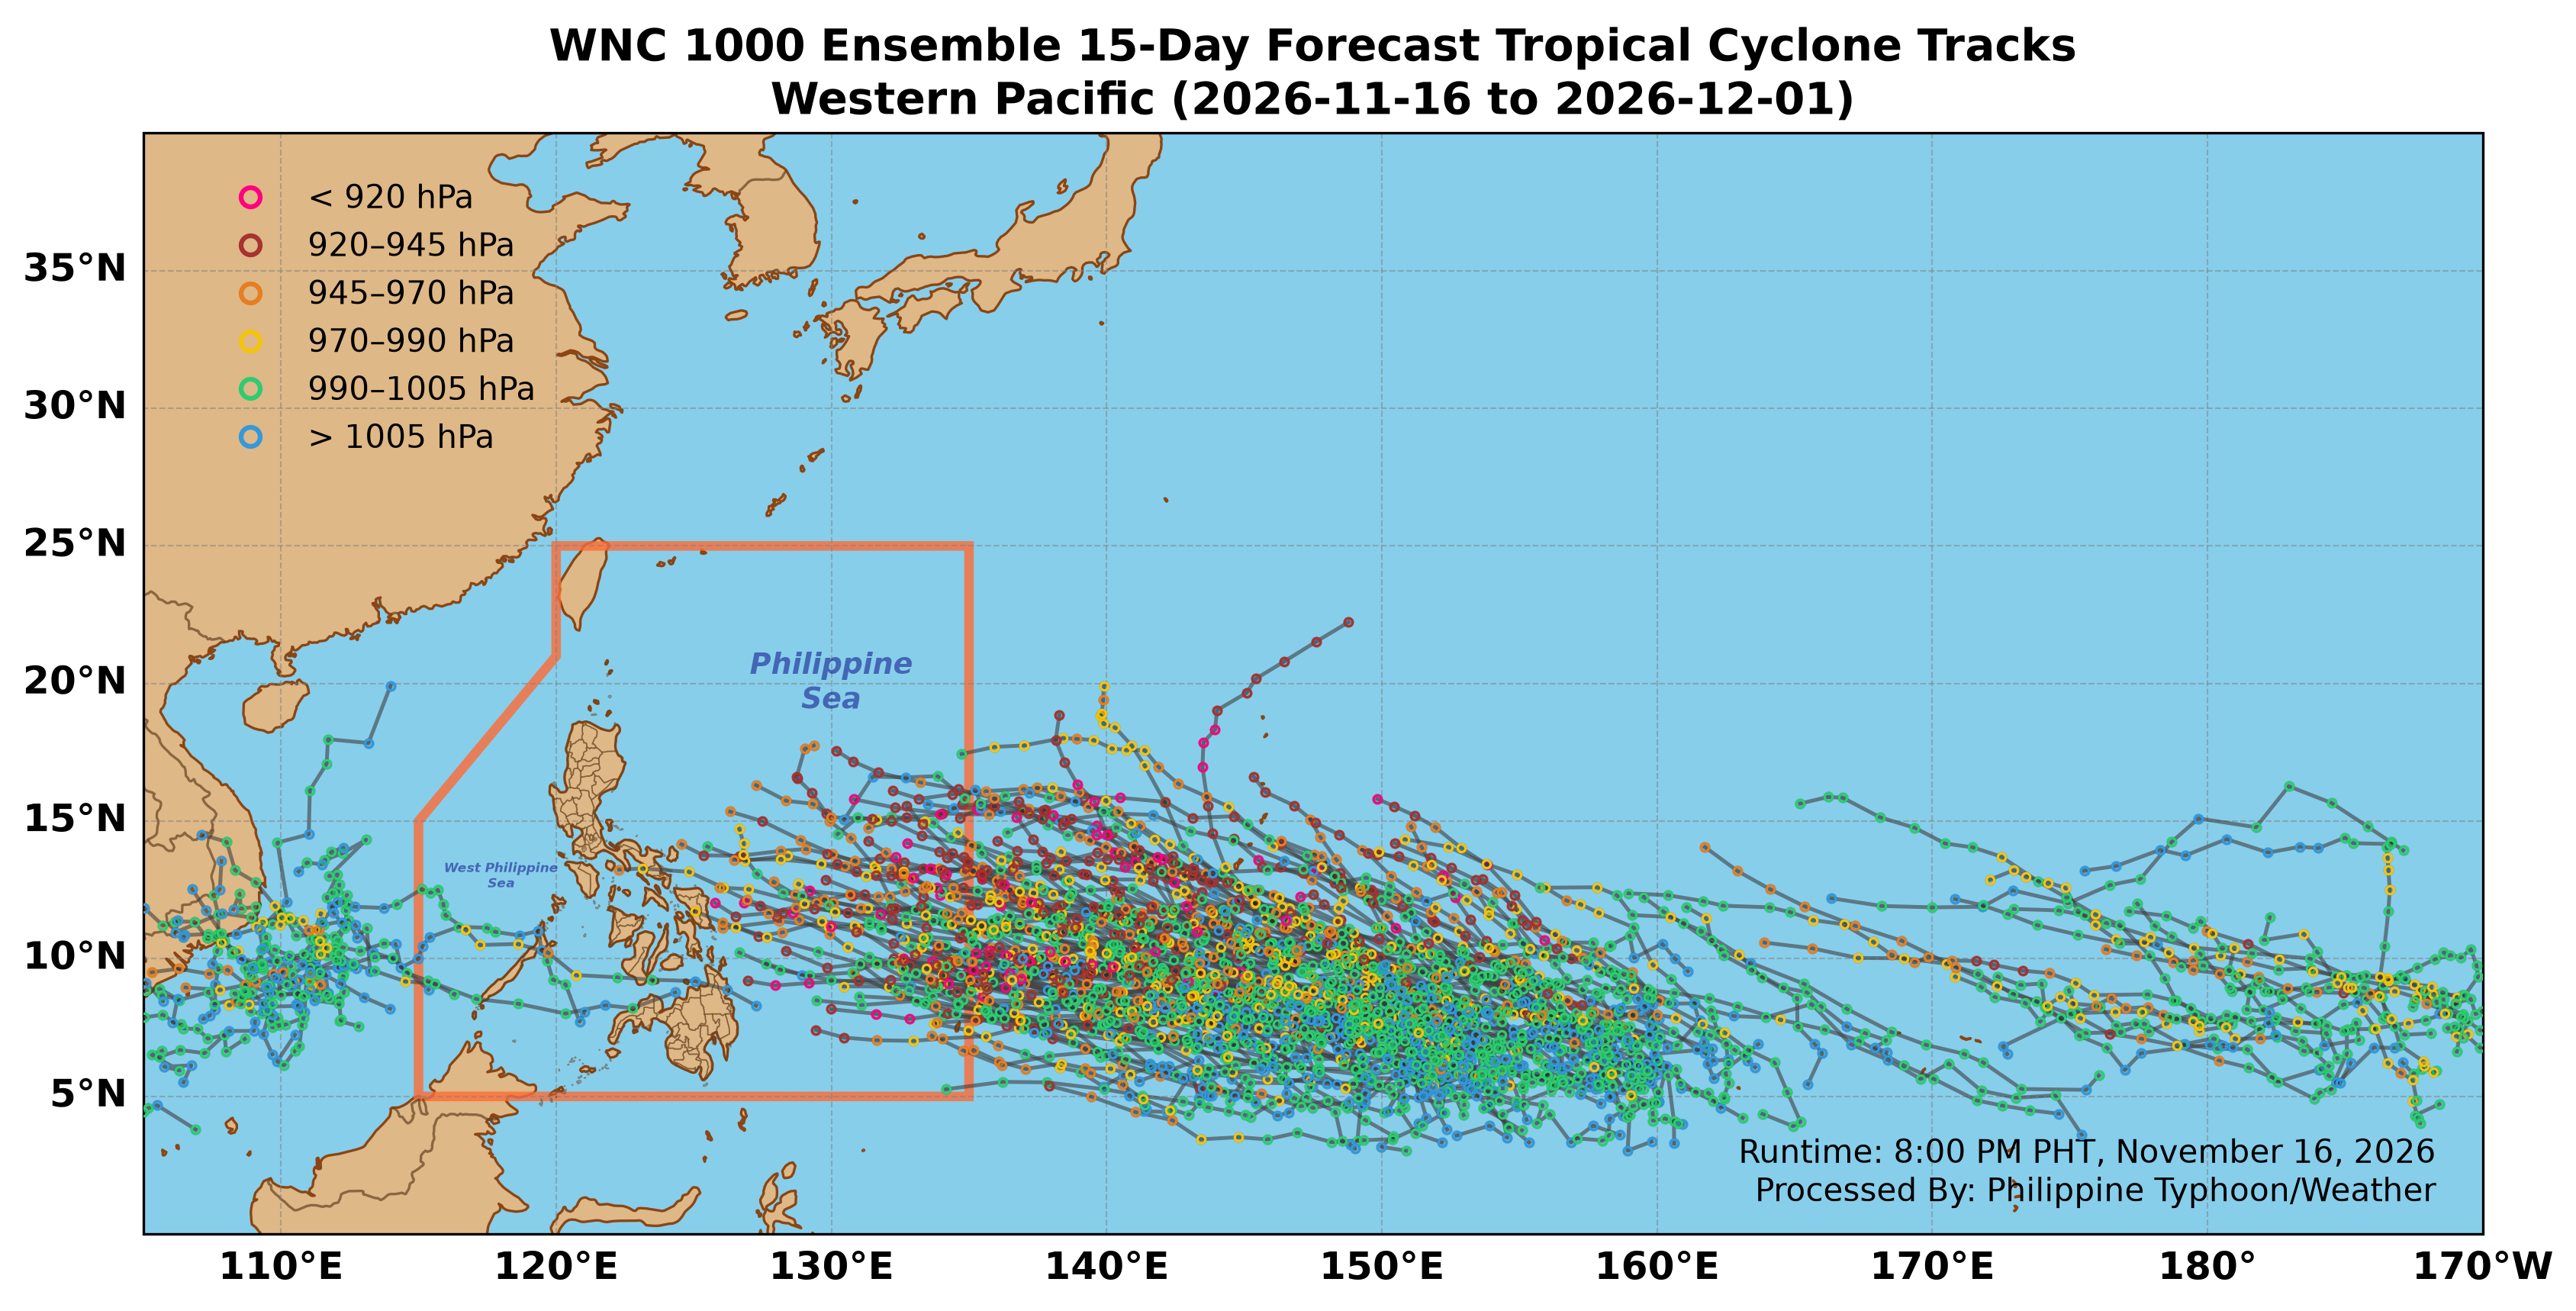 WNC 1000 Ensemble 15-Day Forecast Tropical Cyclone Tracks
Western Pacific (2026-11-16 to 2026-12-01)
< 920 hPa
920–945 hPa
945–970 hPa
970–990 hPa
990–1005 hPa
> 1005 hPa
35°N
30°N
25°N
20°N
15°N
10°N
5°N
Philippine
Sea
West Philippine
Sea
Runtime: 8:00 PM PHT, November 16, 2026
Processed By: Philippine Typhoon/Weather
110°E
120°E
130°E
140°E
150°E
160°E
170°E
180°
170°W